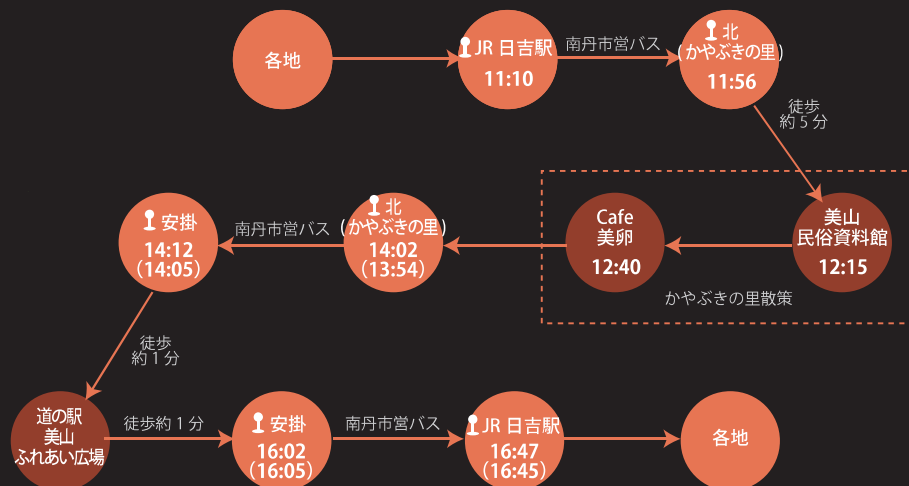 各地
JR 日吉駅
11:10
南丹市営バス
北
(かやぶきの里)
11:56
徒歩
約 5 分
美山
民俗資料館
12:15
Cafe
美卵
12:40
かやぶきの里散策
北
(かやぶきの里)
14:02
(13:54)
南丹市営バス
安掛
14:12
(14:05)
徒歩
約 1 分
道の駅
美山
ふれあい広場
徒歩約 1 分
安掛
16:02
(16:05)
南丹市営バス
JR 日吉駅
16:47
(16:45)
各地